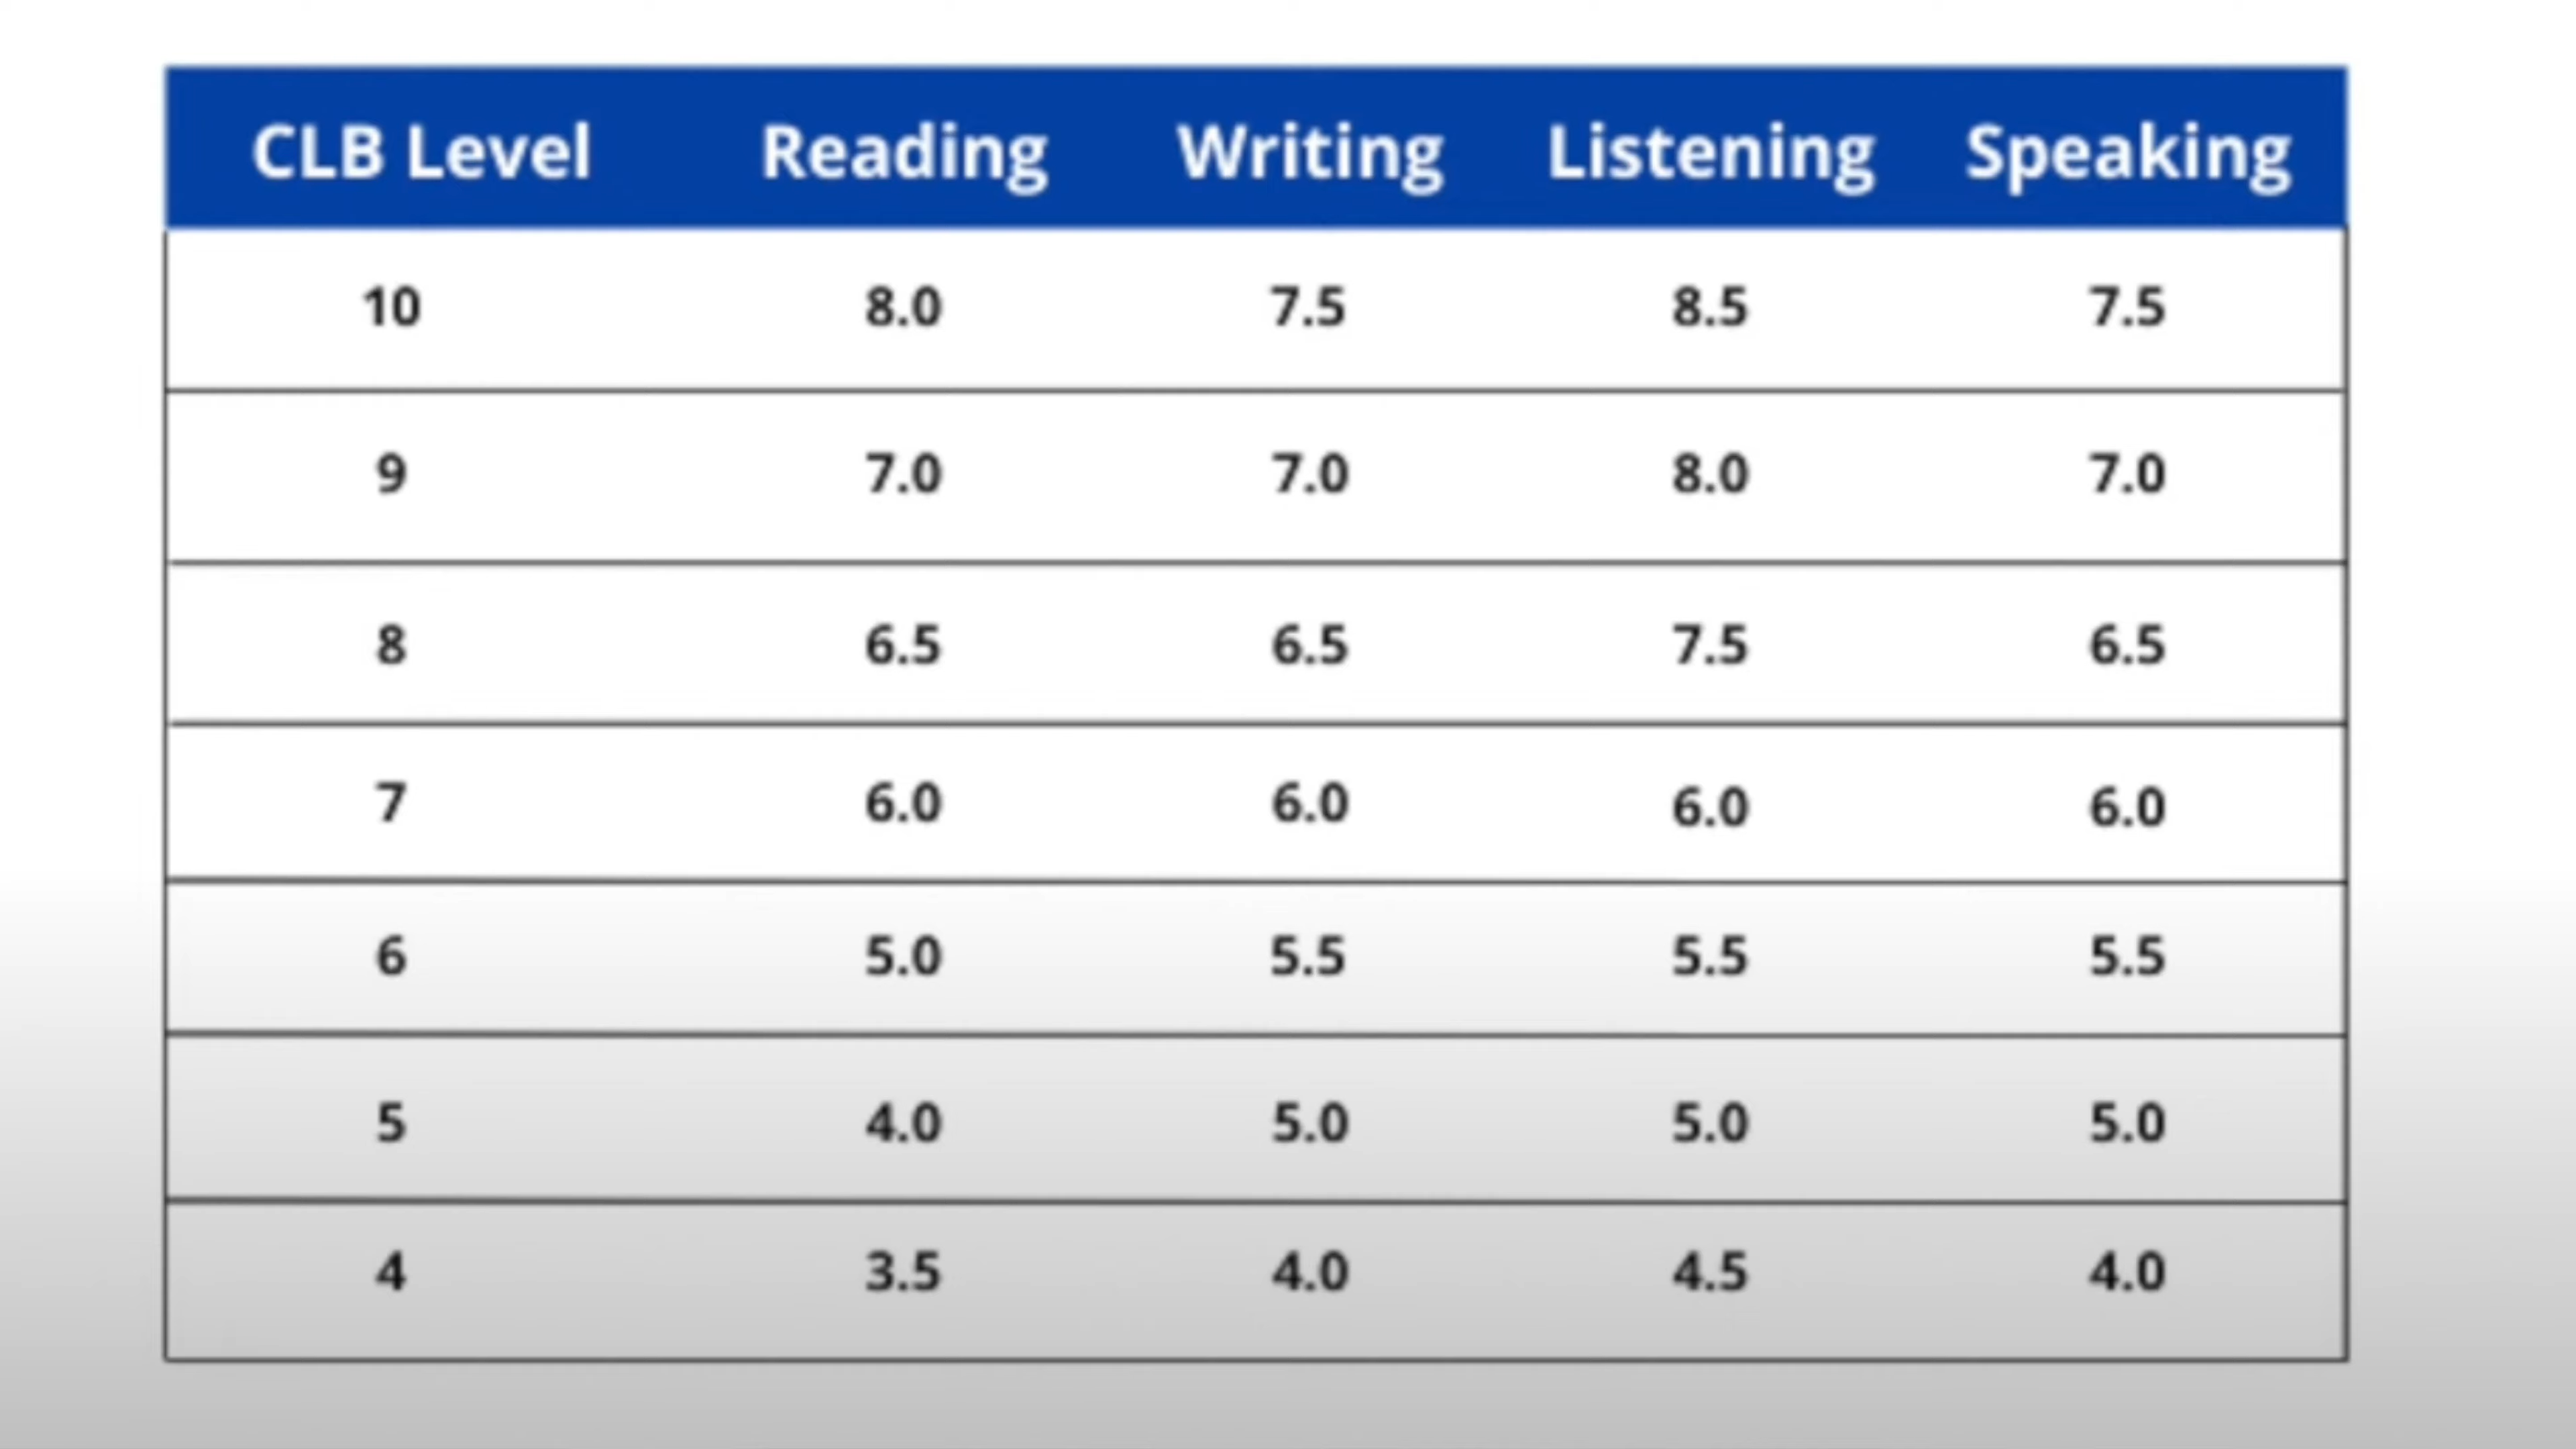 CLB Level Reading Writing Listening Speaking
10 8.0 7.5 8.5 7.5
9 7.0 7.0 8.0 7.0
8 6.5 6.5 7.5 6.5
7 6.0 6.0 6.0 6.0
6 5.0 5.5 5.5 5.5
5 4.0 5.0 5.0 5.0
4 3.5 4.0 4.5 4.0